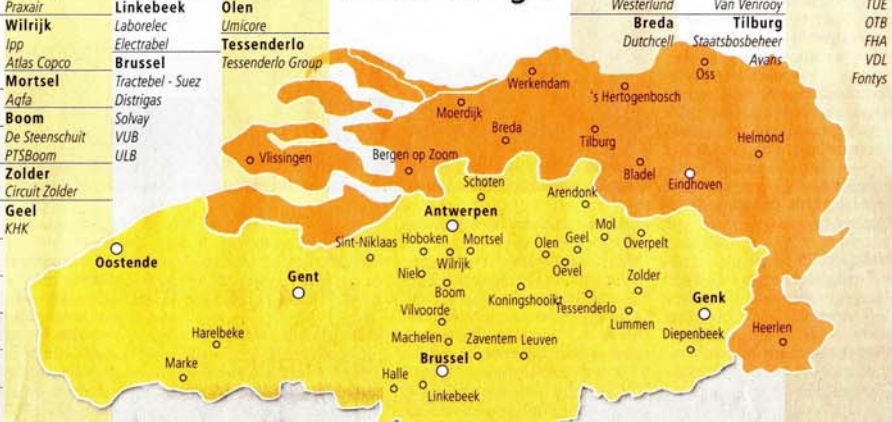 Praxair
Wilrijk
Ipp
Atlas Copco
Mortsel
Agfa
Boom
De Steenschuit
PTSBoom
Zolder
Circuit Zolder
Geel
KHK
Linkebeek
Laborelec
Electrabel
Brussel
Tractebel - Suez
Distrigas
Solvay
VUB
ULB
Olen
Umicore
Tessenderlo
Tessenderlo Group
Westerlund
Breda
Dutchcell
Van Venrooy
Tilburg
Staatsbosbeheer
Avans
TUE
OTB
FHA
VDL
Fontys
Werkendam
Oss
's Hertogenbosch
Moerdijk
Breda
Tilburg
Helmond
Vlissingen
Bergen op Zoom
Bladel
Eindhoven
Schoten
Arendonk
Antwerpen
Mol
Sint-Niklaas
Hoboken
Mortsel
Olen
Geel
Overpelt
Oostende
Wilrijk
Oevel
Gent
Niel
Zolder
Boom
Koningshooikt
Tessenderlo
Genk
Vilvoorde
Lummen
Heerlen
Harelbeke
Machelen
Zaventem
Leuven
Diepenbeek
Marke
Brussel
Halle
Linkebeek